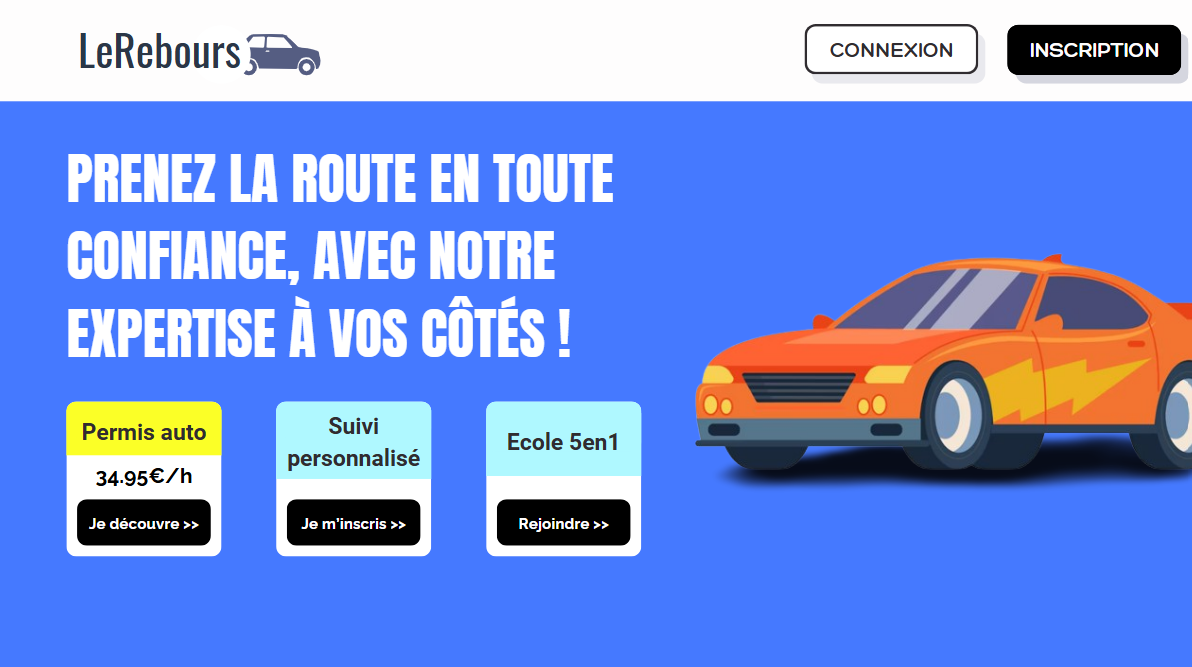 LeRebours
CONNEXION
INSCRIPTION
PRENEZ LA ROUTE EN TOUTE
CONFIANCE, AVEC NOTRE
EXPERTISE À VOS CÔTÉS !
Permis auto
34.95€/h
Je découvre >>
Suivi
personnalisé
Je m'inscris >>
Ecole 5en1
Rejoindre >>